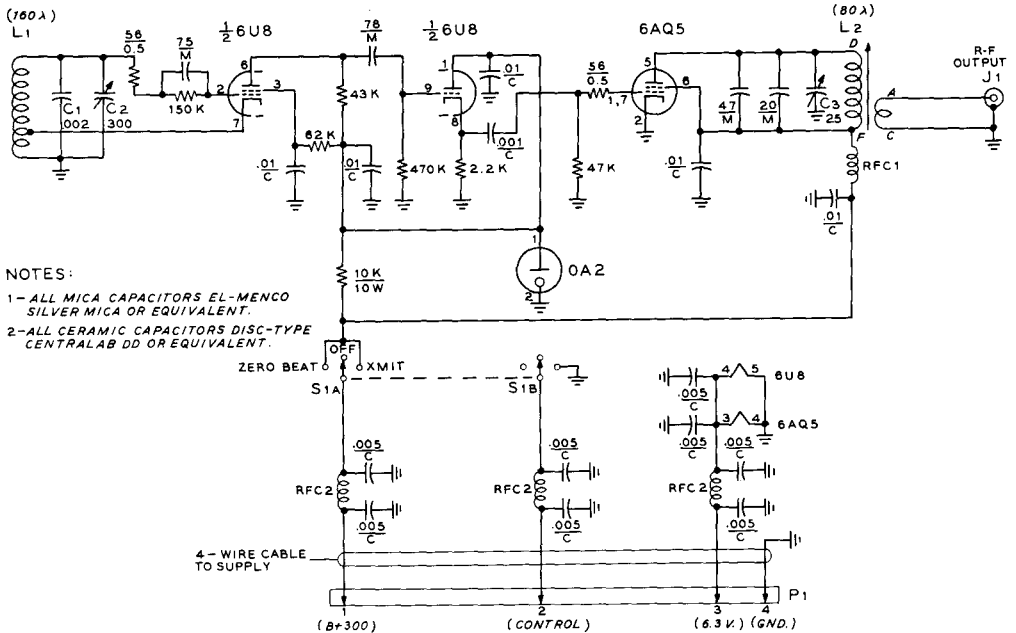 (160λ)
L1
56
0.5
75
M
150 K
C1
.002
C2
300
½ 6U8
6
2
3
7
78
M
43 K
62 K
.01
C
.01
C
½ 6U8
1
9
8
.01
C
.001
C
470 K
2.2 K
47 K
56
0.5
6AQ5
5
1,7
6
2
.01
C
47
M
20
M
C3
25
(80λ)
L2
D
F
A
C
R-F
OUTPUT
J1
RFC1
.01
C
1
OA2
2
10 K
10W
NOTES:
1-ALL MICA CAPACITORS EL-MENCO
SILVER MICA OR EQUIVALENT.
2-ALL CERAMIC CAPACITORS DISC-TYPE
CENTRALAB DD OR EQUIVALENT.
OFF
ZERO BEAT
XMIT
S1A
S1B
4 5
6U8
.005
C
3 4
6AQ5
.005
C
.005
C
RFC2
.005
C
.005
C
RFC2
.005
C
.005
C
RFC2
.005
C
4-WIRE CABLE
TO SUPPLY
P1
1 2 3 4
(B+300) (CONTROL) (6.3 V.) (GND.)